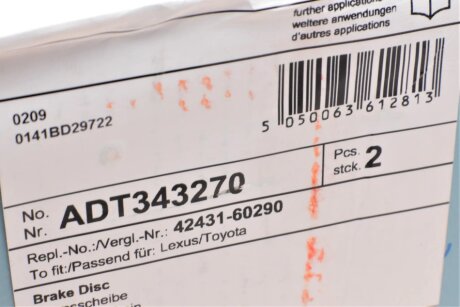 further applications
weitere anwendungen
d'autres applications
0209
0141BD29722
5 050063 612813
No.
Nr. ADT343270
Pcs.
stck. 2
Repl.-No.:/Vergl.-Nr.: 42431-60290
To fit:/Passend für: Lexus/Toyota
Brake Disc